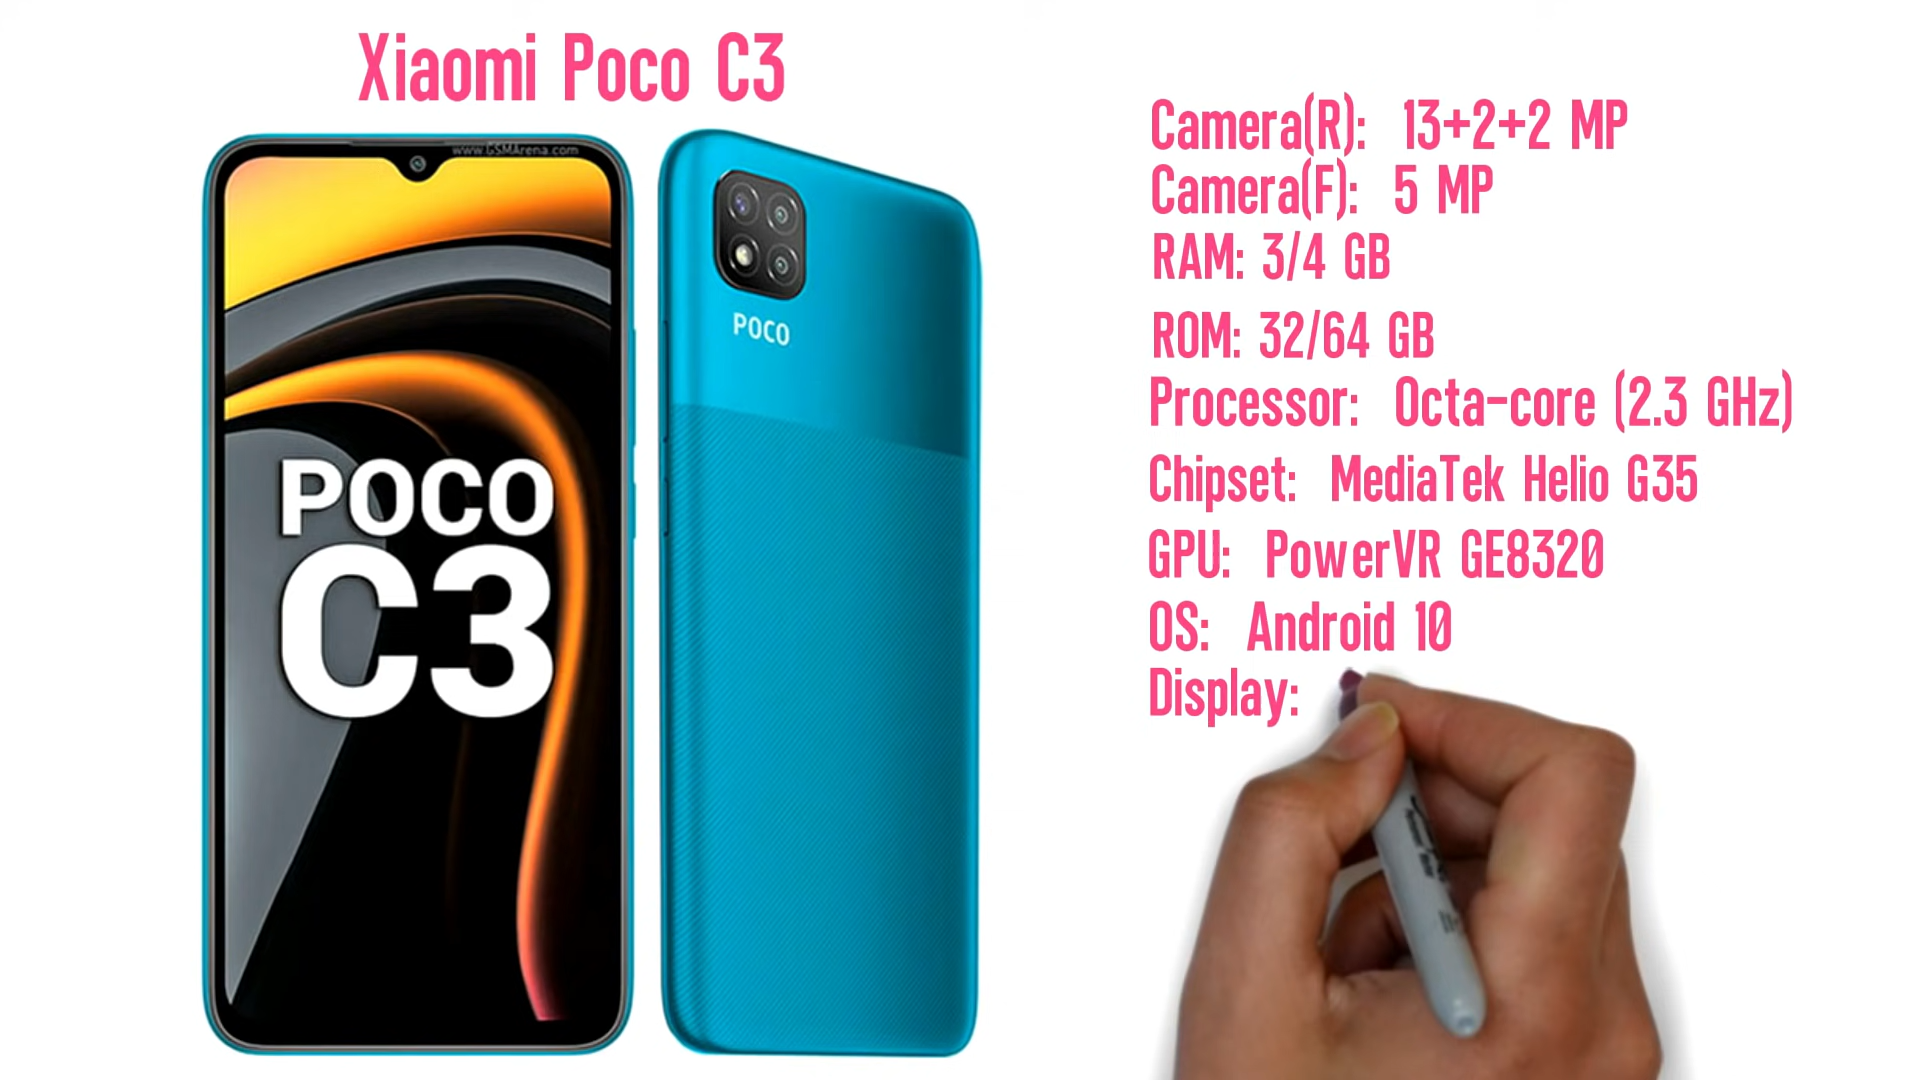 Xiaomi Poco C3
www.GSMArena.com
POCO
C3
POCO
Camera(R): 13+2+2 MP
Camera(F): 5 MP
RAM: 3/4 GB
ROM: 32/64 GB
Processor: Octa-core (2.3 GHz)
Chipset: MediaTek Helio G35
GPU: PowerVR GE8320
OS: Android 10
Display: